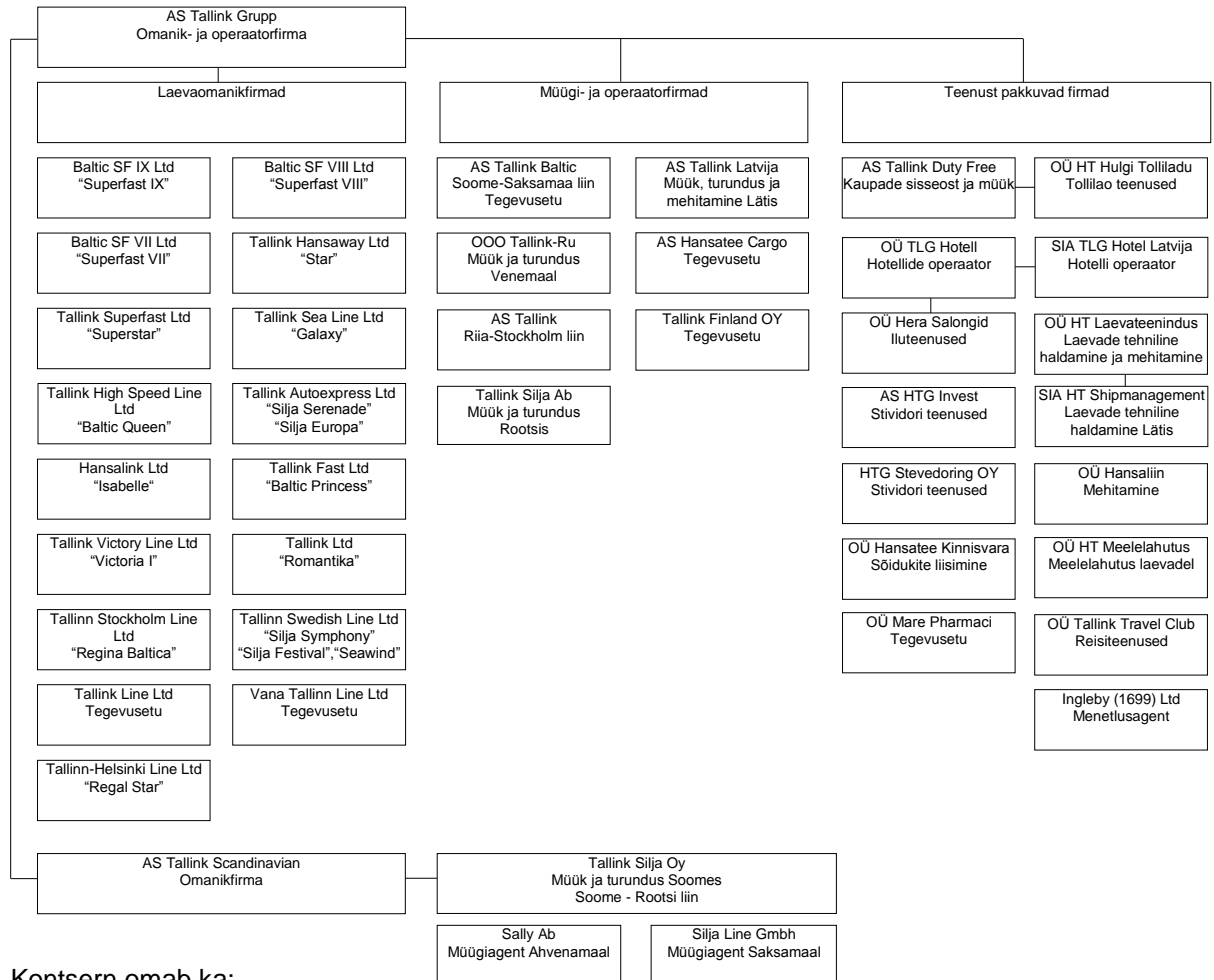 AS Tallink Grupp
Omanik- ja operaatorfirma
Laevaomanikfirmad
Müügi- ja operaatorfirmad
Teenust pakkuvad firmad
Baltic SF IX Ltd
“Superfast IX”
Baltic SF VIII Ltd
“Superfast VIII”
Baltic SF VII Ltd
“Superfast VII”
Tallink Hansaway Ltd
“Star”
Tallink Superfast Ltd
“Superstar”
Tallink Sea Line Ltd
“Galaxy”
Tallink High Speed Line
Ltd
“Baltic Queen”
Tallink Autoexpress Ltd
“Silja Serenade”
“Silja Europa”
Hansalink Ltd
“Isabelle“
Tallink Fast Ltd
“Baltic Princess”
Tallink Victory Line Ltd
“Victoria I”
Tallink Ltd
“Romantika”
Tallinn Stockholm Line
Ltd
“Regina Baltica”
Tallinn Swedish Line Ltd
“Silja Symphony”
“Silja Festival”,“Seawind”
Tallink Line Ltd
Tegevusetu
Vana Tallinn Line Ltd
Tegevusetu
Tallinn-Helsinki Line Ltd
“Regal Star”
AS Tallink Baltic
Soome-Saksamaa liin
Tegevusetu
AS Tallink Latvija
Müük, turundus ja
mehitamine Lätis
OOO Tallink-Ru
Müük ja turundus
Venemaal
AS Hansatee Cargo
Tegevusetu
AS Tallink
Riia-Stockholm liin
Tallink Finland OY
Tegevusetu
Tallink Silja Ab
Müük ja turundus
Rootsis
AS Tallink Duty Free
Kaupade sisseost ja müük
OÜ HT Hulgi Tolliladu
Tollilao teenused
OÜ TLG Hotell
Hotellide operaator
SIA TLG Hotel Latvija
Hotelli operaator
OÜ Hera Salongid
Iluteenused
OÜ HT Laevateenindus
Laevade tehniline
haldamine ja mehitamine
AS HTG Invest
Stividori teenused
SIA HT Shipmanagement
Laevade tehniline
haldamine Lätis
HTG Stevedoring OY
Stividori teenused
OÜ Hansaliin
Mehitamine
OÜ Hansatee Kinnisvara
Sõidukite liisimine
OÜ HT Meelelahutus
Meelelahutus laevadel
OÜ Mare Pharmaci
Tegevusetu
OÜ Tallink Travel Club
Reisiteenused
Ingleby (1699) Ltd
Menetlusagent
AS Tallink Scandinavian
Omanikfirma
Tallink Silja Oy
Müük ja turundus Soomes
Soome - Rootsi liin
Sally Ab
Müügiagent Ahvenamaal
Silja Line Gmbh
Müügiagent Saksamaal
Kontsern omab ka: